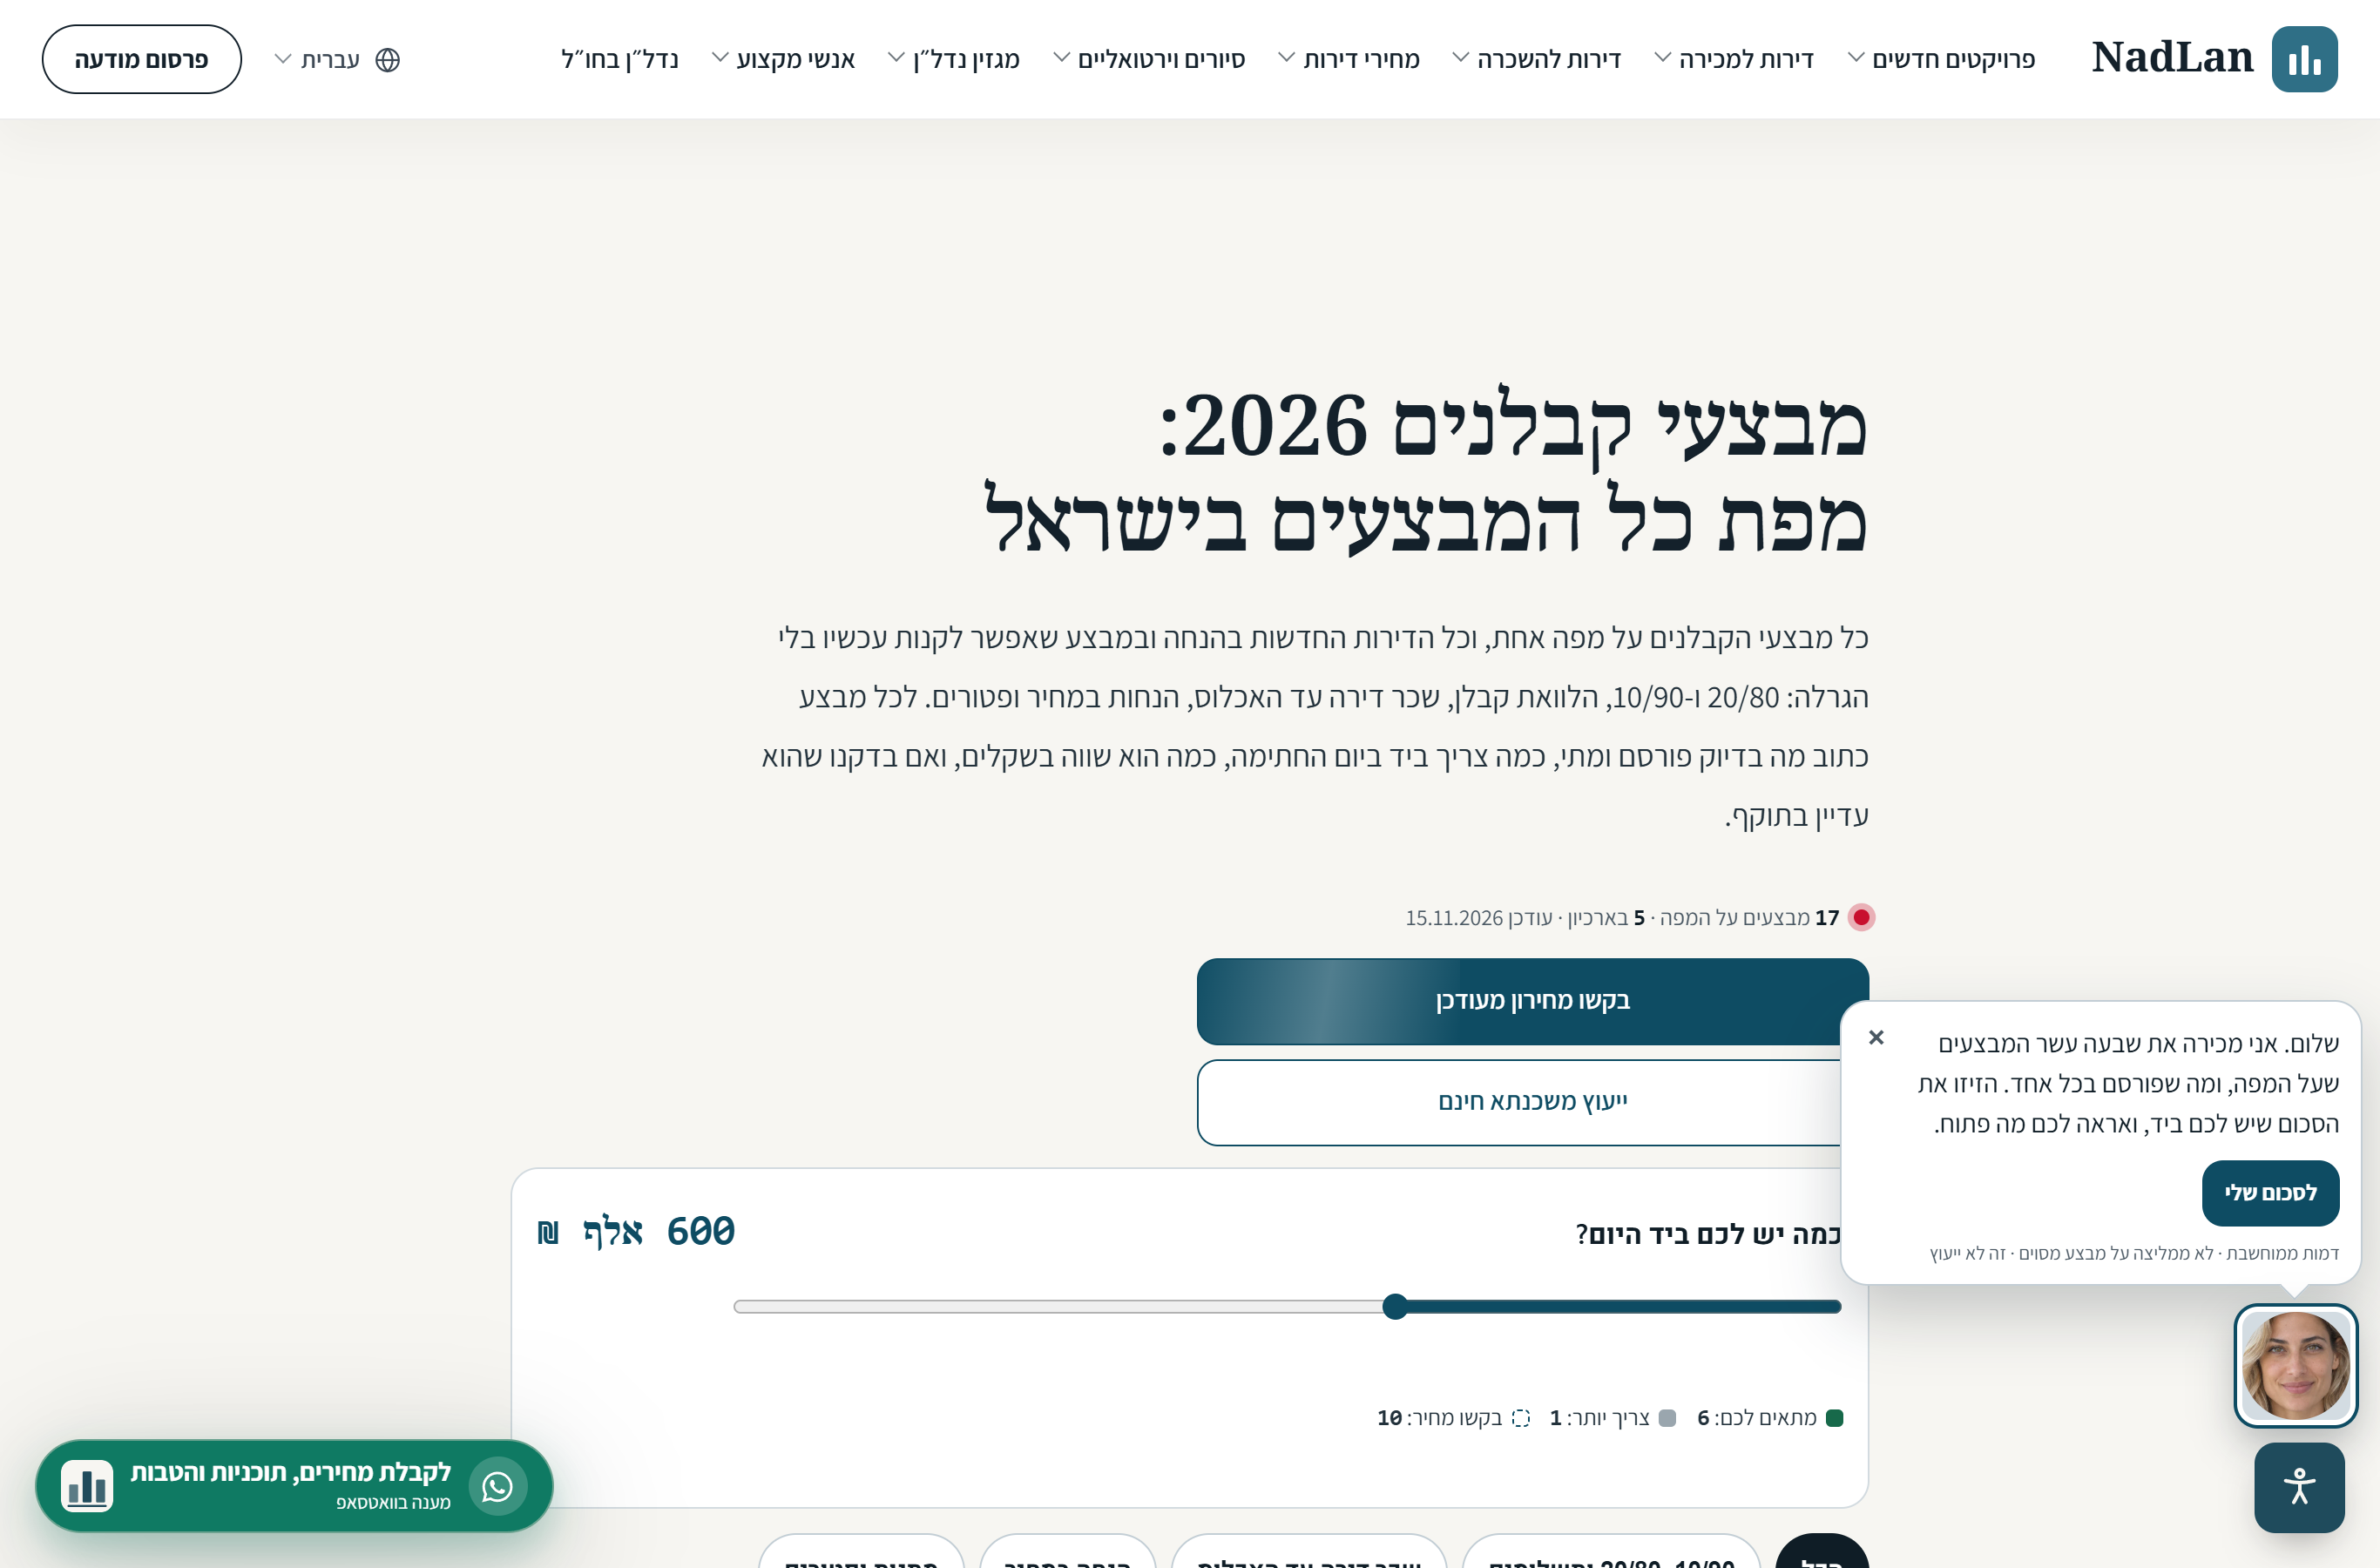 NadLan
פרויקטים חדשים
דירות למכירה
דירות להשכרה
מחירי דירות
סיורים וירטואליים
מגזין נדל״ן
אנשי מקצוע
נדל״ן בחו״ל
עברית
פרסום מודעה
מבצעי קבלנים 2026:
מפת כל המבצעים בישראל
כל מבצעי הקבלנים על מפה אחת, וכל הדירות החדשות בהנחה ובמבצע שאפשר לקנות עכשיו בלי
הגרלה: 20/80 ו-10/90, הלוואת קבלן, שכר דירה עד האכלוס, הנחות במחיר ופטורים. לכל מבצע
כתוב מה בדיוק פורסם ומתי, כמה צריך ביד ביום החתימה, כמה הוא שווה בשקלים, ואם בדקנו שהוא
עדיין בתוקף.
17 מבצעים על המפה · 5 בארכיון · עודכן 15.11.2026
בקשו מחירון מעודכן
ייעוץ משכנתא חינם
שלום. אני מכירה את שבעה עשר המבצעים
שעל המפה, ומה שפורסם בכל אחד. הזיזו את
הסכום שיש לכם ביד, ואראה לכם מה פתוח.
לסכום שלי
דמות ממוחשבת · לא ממליצה על מבצע מסוים · זה לא ייעוץ
כמה יש לכם ביד היום?
600 אלף ₪
מתאים לכם: 6
צריך יותר: 1
בקשו מחיר: 10
לקבלת מחירים, תוכניות והטבות
מענה בוואטסאפ